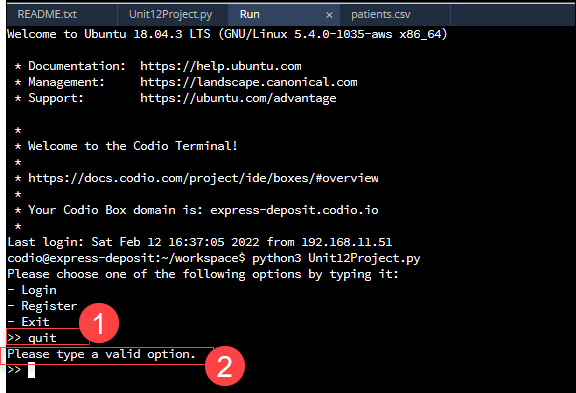 README.txt Unit12Project.py Run × patients.csv
Welcome to Ubuntu 18.04.3 LTS (GNU/Linux 5.4.0-1035-aws x86_64)
* Documentation: https://help.ubuntu.com
* Management: https://landscape.canonical.com
* Support: https://ubuntu.com/advantage
*
* Welcome to the Codio Terminal!
*
* https://docs.codio.com/project/ide/boxes/#overview
*
* Your Codio Box domain is: express-deposit.codio.io
*
Last login: Sat Feb 12 16:37:05 2022 from 192.168.11.51
codio@express-deposit:~/workspace$ python3 Unit12Project.py
Please choose one of the following options by typing it:
- Login
- Register
- Exit
>> quit 1
Please type a valid option. 2
>>